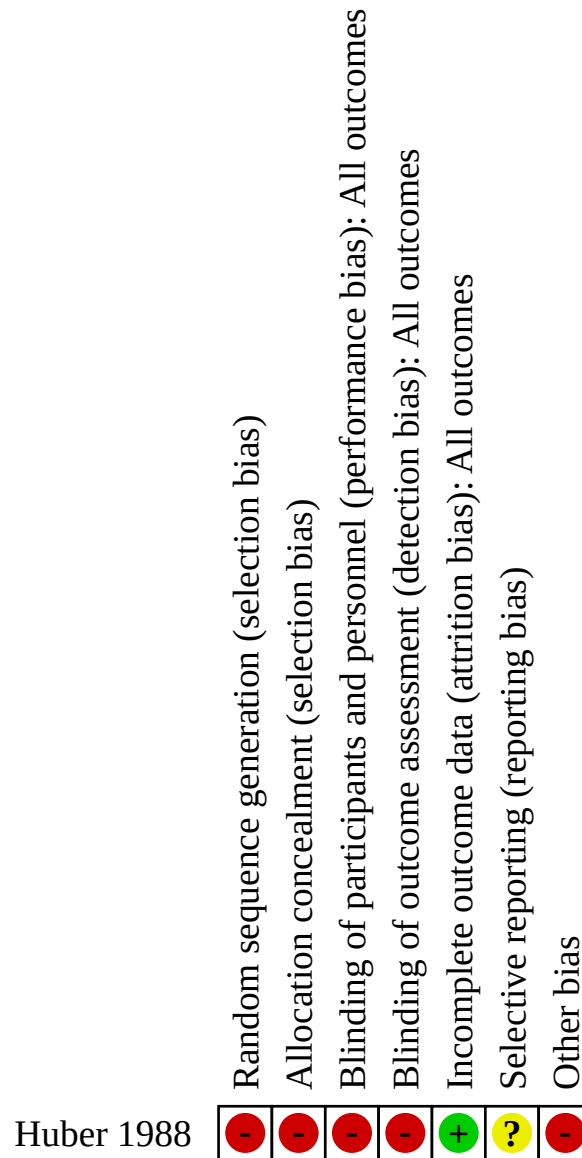 Random sequence generation (selection bias)
Allocation concealment (selection bias)
Blinding of participants and personnel (performance bias): All outcomes
Blinding of outcome assessment (detection bias): All outcomes
Incomplete outcome data (attrition bias): All outcomes
Selective reporting (reporting bias)
Other bias
Huber 1988 - - - - + ? -